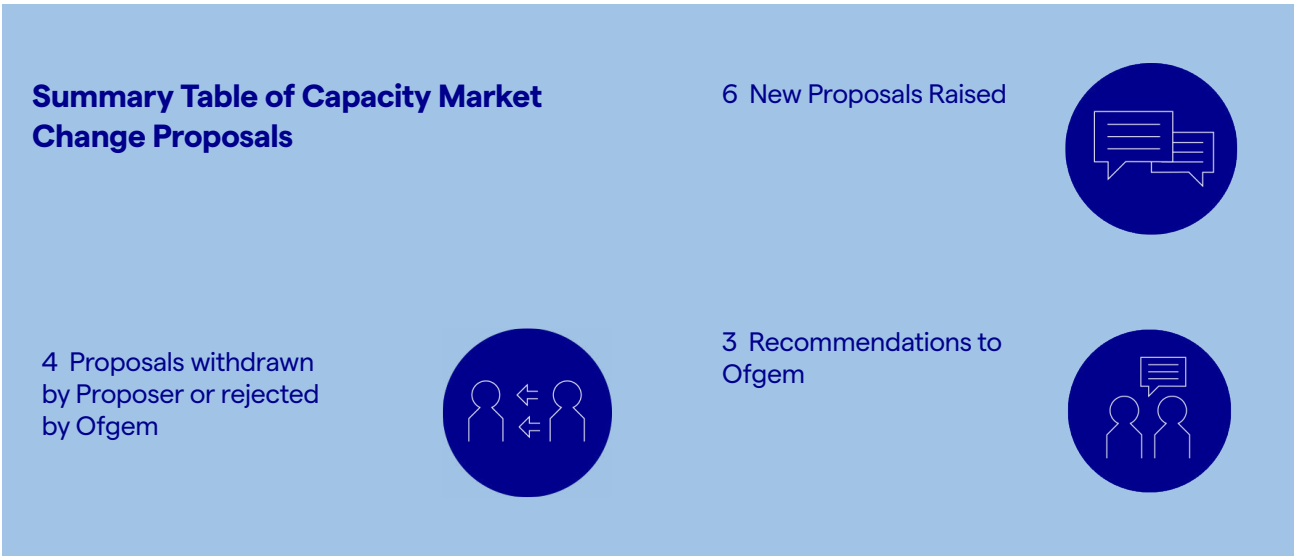 Summary Table of Capacity Market
Change Proposals
6 New Proposals Raised
4 Proposals withdrawn
by Proposer or rejected
by Ofgem
3 Recommendations to
Ofgem